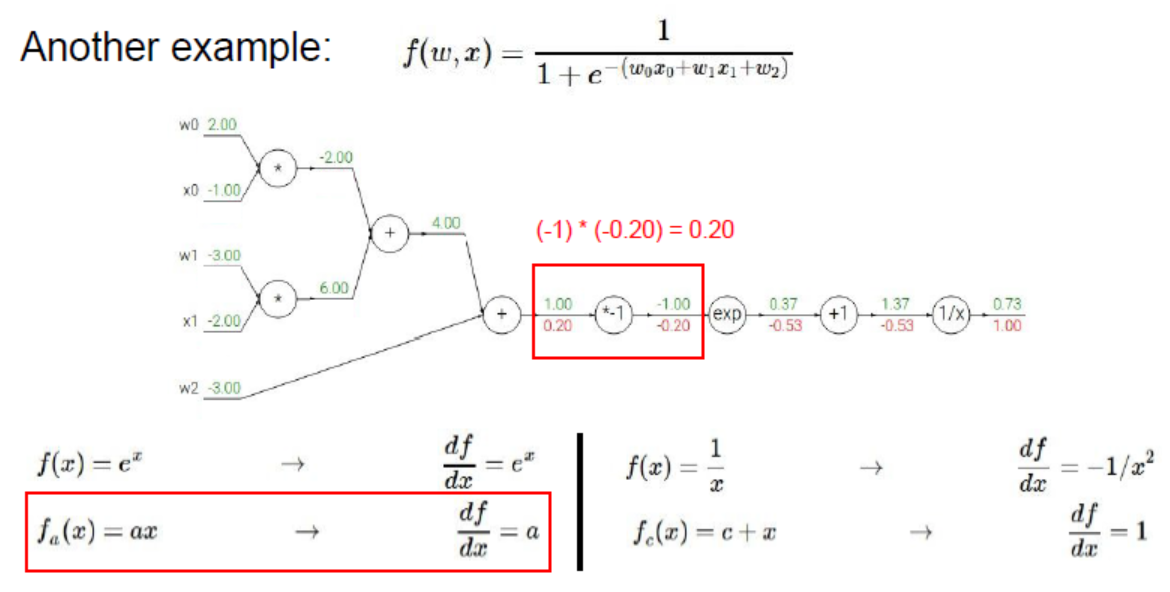 Another example: f(w,x) = 1 / (1 + e^-(w₀x₀+w₁x₁+w₂))
w0 2.00
-2.00
*
x0 -1.00
4.00
+
(-1) * (-0.20) = 0.20
w1 -3.00
6.00
*
x1 -2.00
+ 1.00 *-1 -1.00 exp 0.37 +1 1.37 1/x 0.73
0.20 -0.20 -0.53 -0.53 1.00
w2 -3.00
f(x) = e^x → df/dx = e^x
f(x) = 1/x → df/dx = -1/x²
fₐ(x) = ax → df/dx = a
f꜀(x) = c + x → df/dx = 1